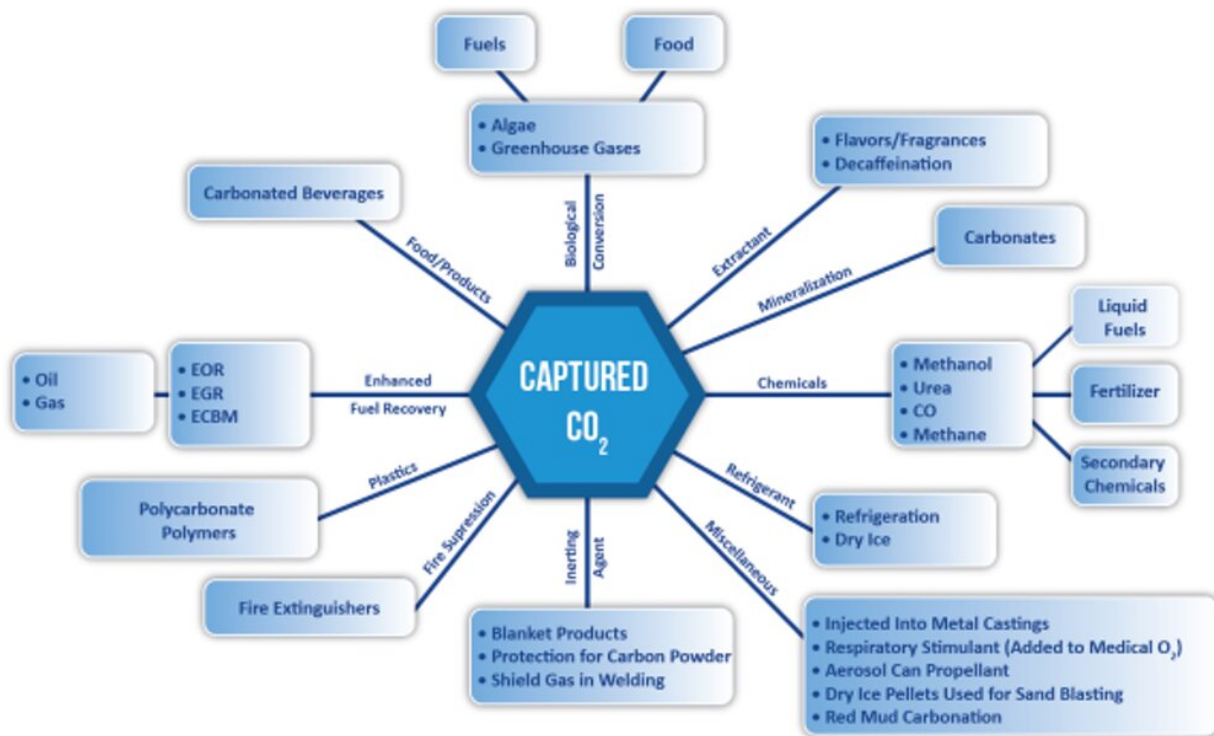 Fuels
Food
• Algae
• Greenhouse Gases
• Flavors/Fragrances
• Decaffeination
Carbonated Beverages
Carbonates
Biological
Conversion
Extractant
Food/Products
Mineralization
Liquid
Fuels
• Oil
• Gas
• EOR
• EGR
• ECBM
Enhanced
Fuel Recovery
CAPTURED
CO₂
Chemicals
• Methanol
• Urea
• CO
• Methane
Fertilizer
Secondary
Chemicals
Plastics
Polycarbonate
Polymers
Refrigerant
• Refrigeration
• Dry Ice
Fire Supression
Fire Extinguishers
Inerting
Agent
Miscellaneous
• Blanket Products
• Protection for Carbon Powder
• Shield Gas in Welding
• Injected Into Metal Castings
• Respiratory Stimulant (Added to Medical O₂)
• Aerosol Can Propellant
• Dry Ice Pellets Used for Sand Blasting
• Red Mud Carbonation